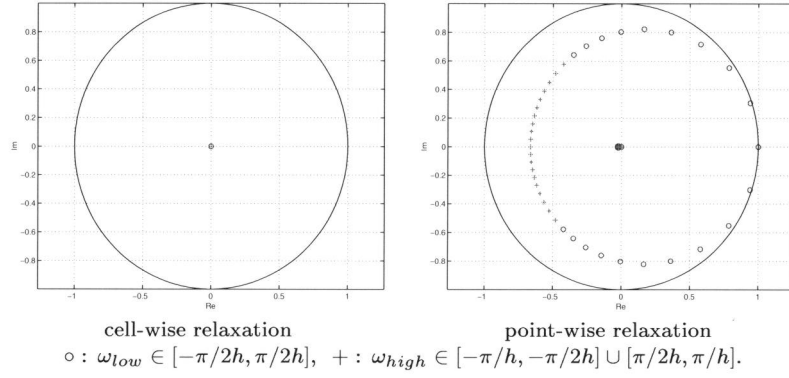 0.8
0.6
0.4
0.2
0
−0.2
−0.4
−0.6
−0.8
Im
−1 −0.5 0 0.5 1
Re
0.8
0.6
0.4
0.2
0
−0.2
−0.4
−0.6
−0.8
Im
−1 −0.5 0 0.5 1
Re
cell-wise relaxation
point-wise relaxation
○ : ω_low ∈ [−π/2h, π/2h], + : ω_high ∈ [−π/h, −π/2h] ∪ [π/2h, π/h].